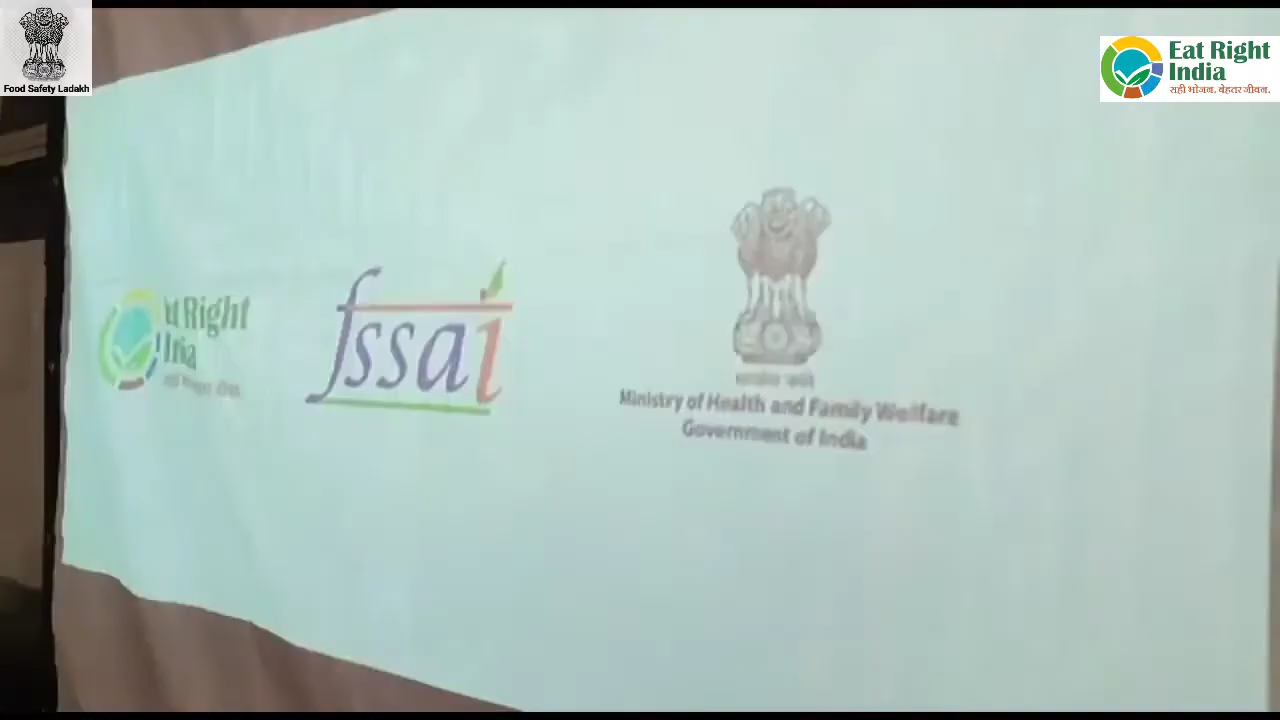 Food Safety Ladakh
Eat Right
India
सही भोजन. बेहतर जीवन.
Right
fssai
Ministry of Health and Family Welfare
Government of India